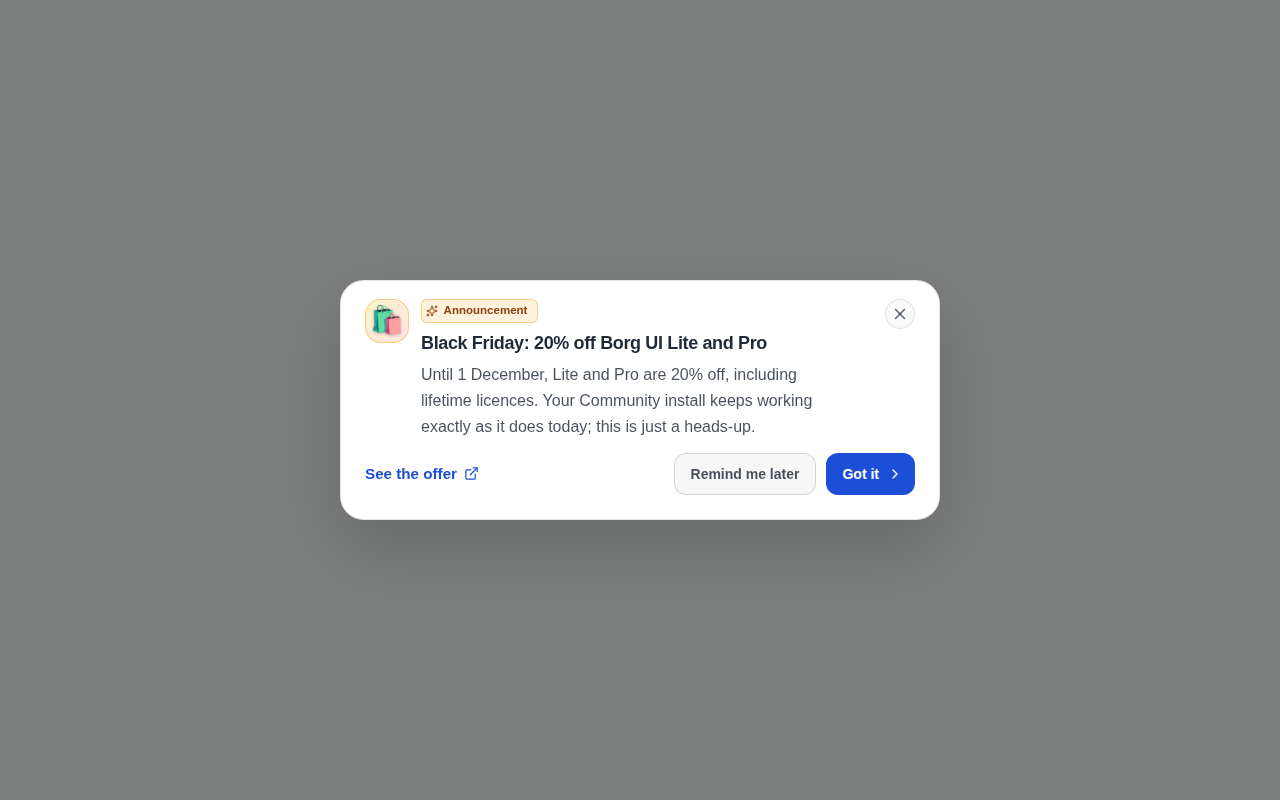 Announcement
Black Friday: 20% off Borg UI Lite and Pro
Until 1 December, Lite and Pro are 20% off, including
lifetime licences. Your Community install keeps working
exactly as it does today; this is just a heads-up.
See the offer
Remind me later
Got it